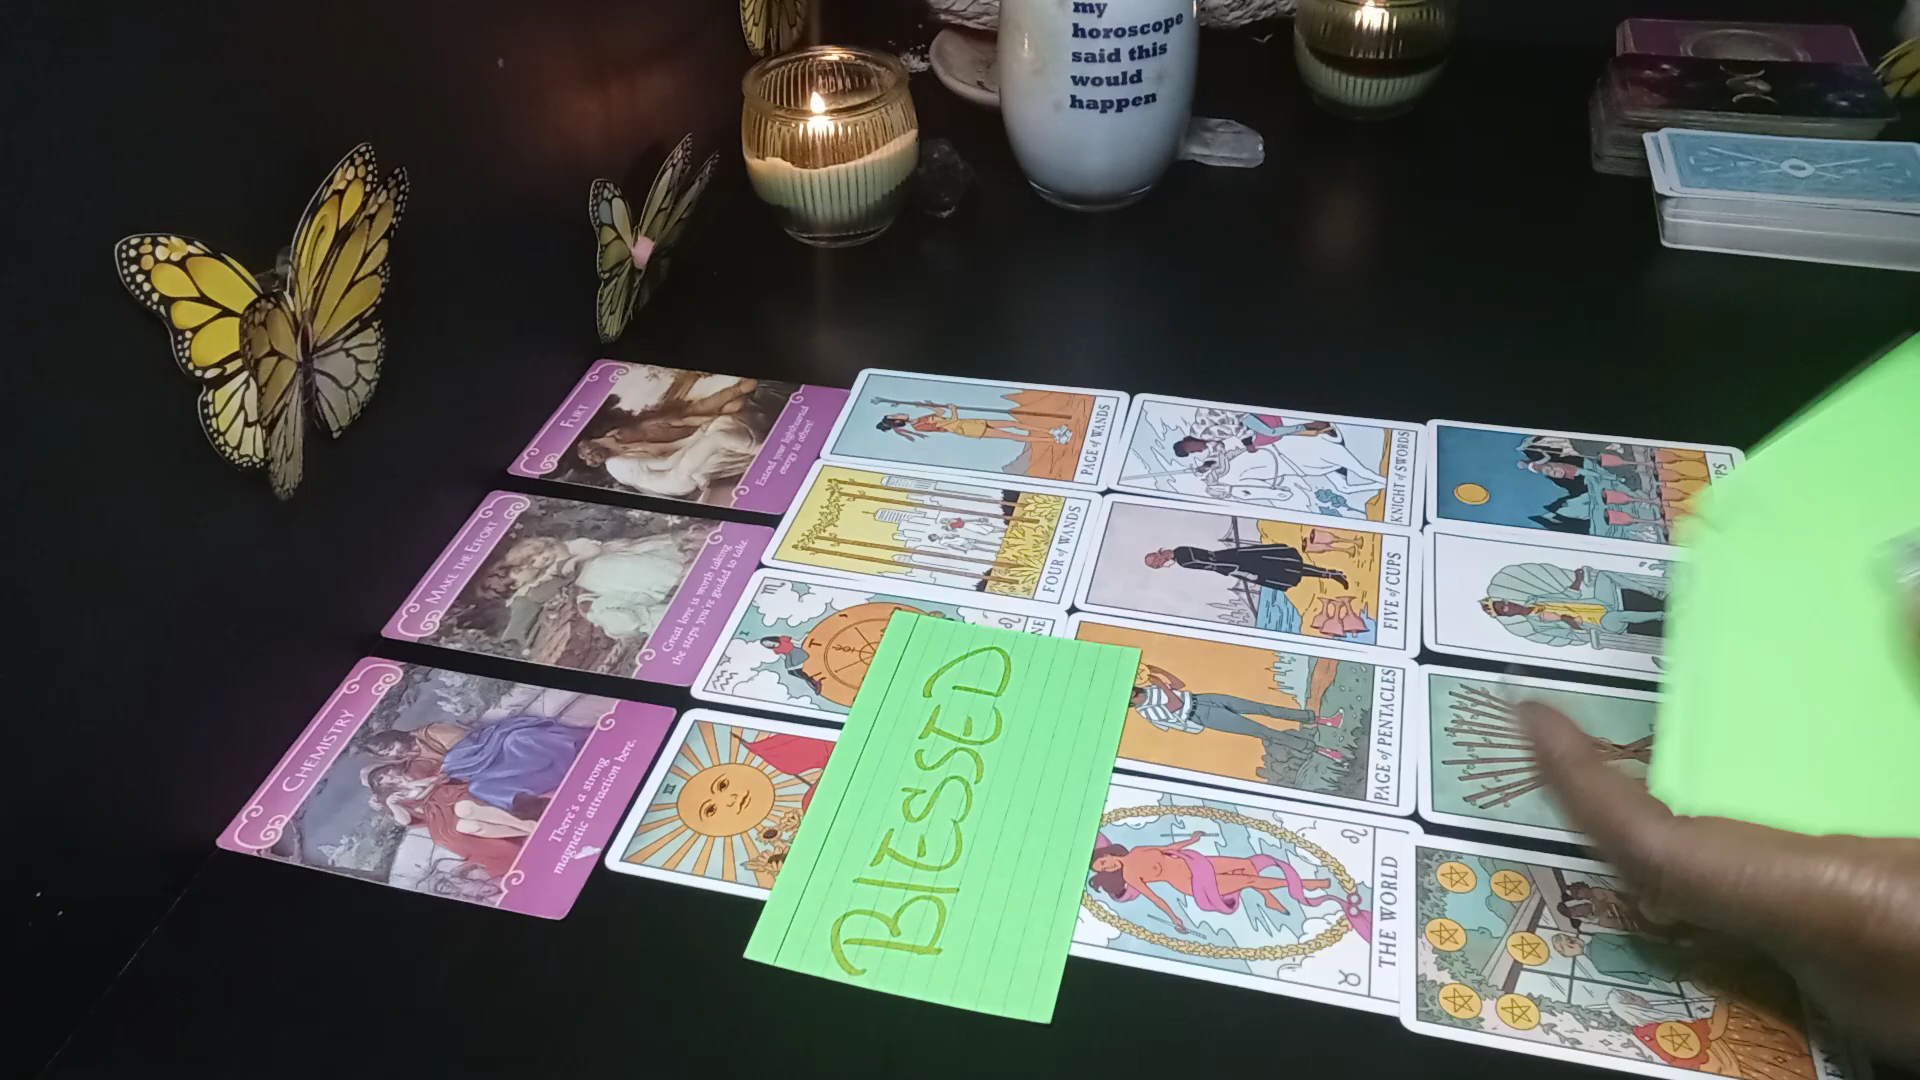 my
horoscope
said this
would
happen
FLIRT
Extend your lighthearted
energy to others!
PAGE of WANDS
KNIGHT of SWORDS
MAKE THE EFFORT
Great love is worth taking
the steps you're guided to take.
FOUR of WANDS
FIVE of CUPS
CHEMISTRY
There's a strong
magnetic attraction here.
BlESSED
PAGE of PENTACLES
THE WORLD